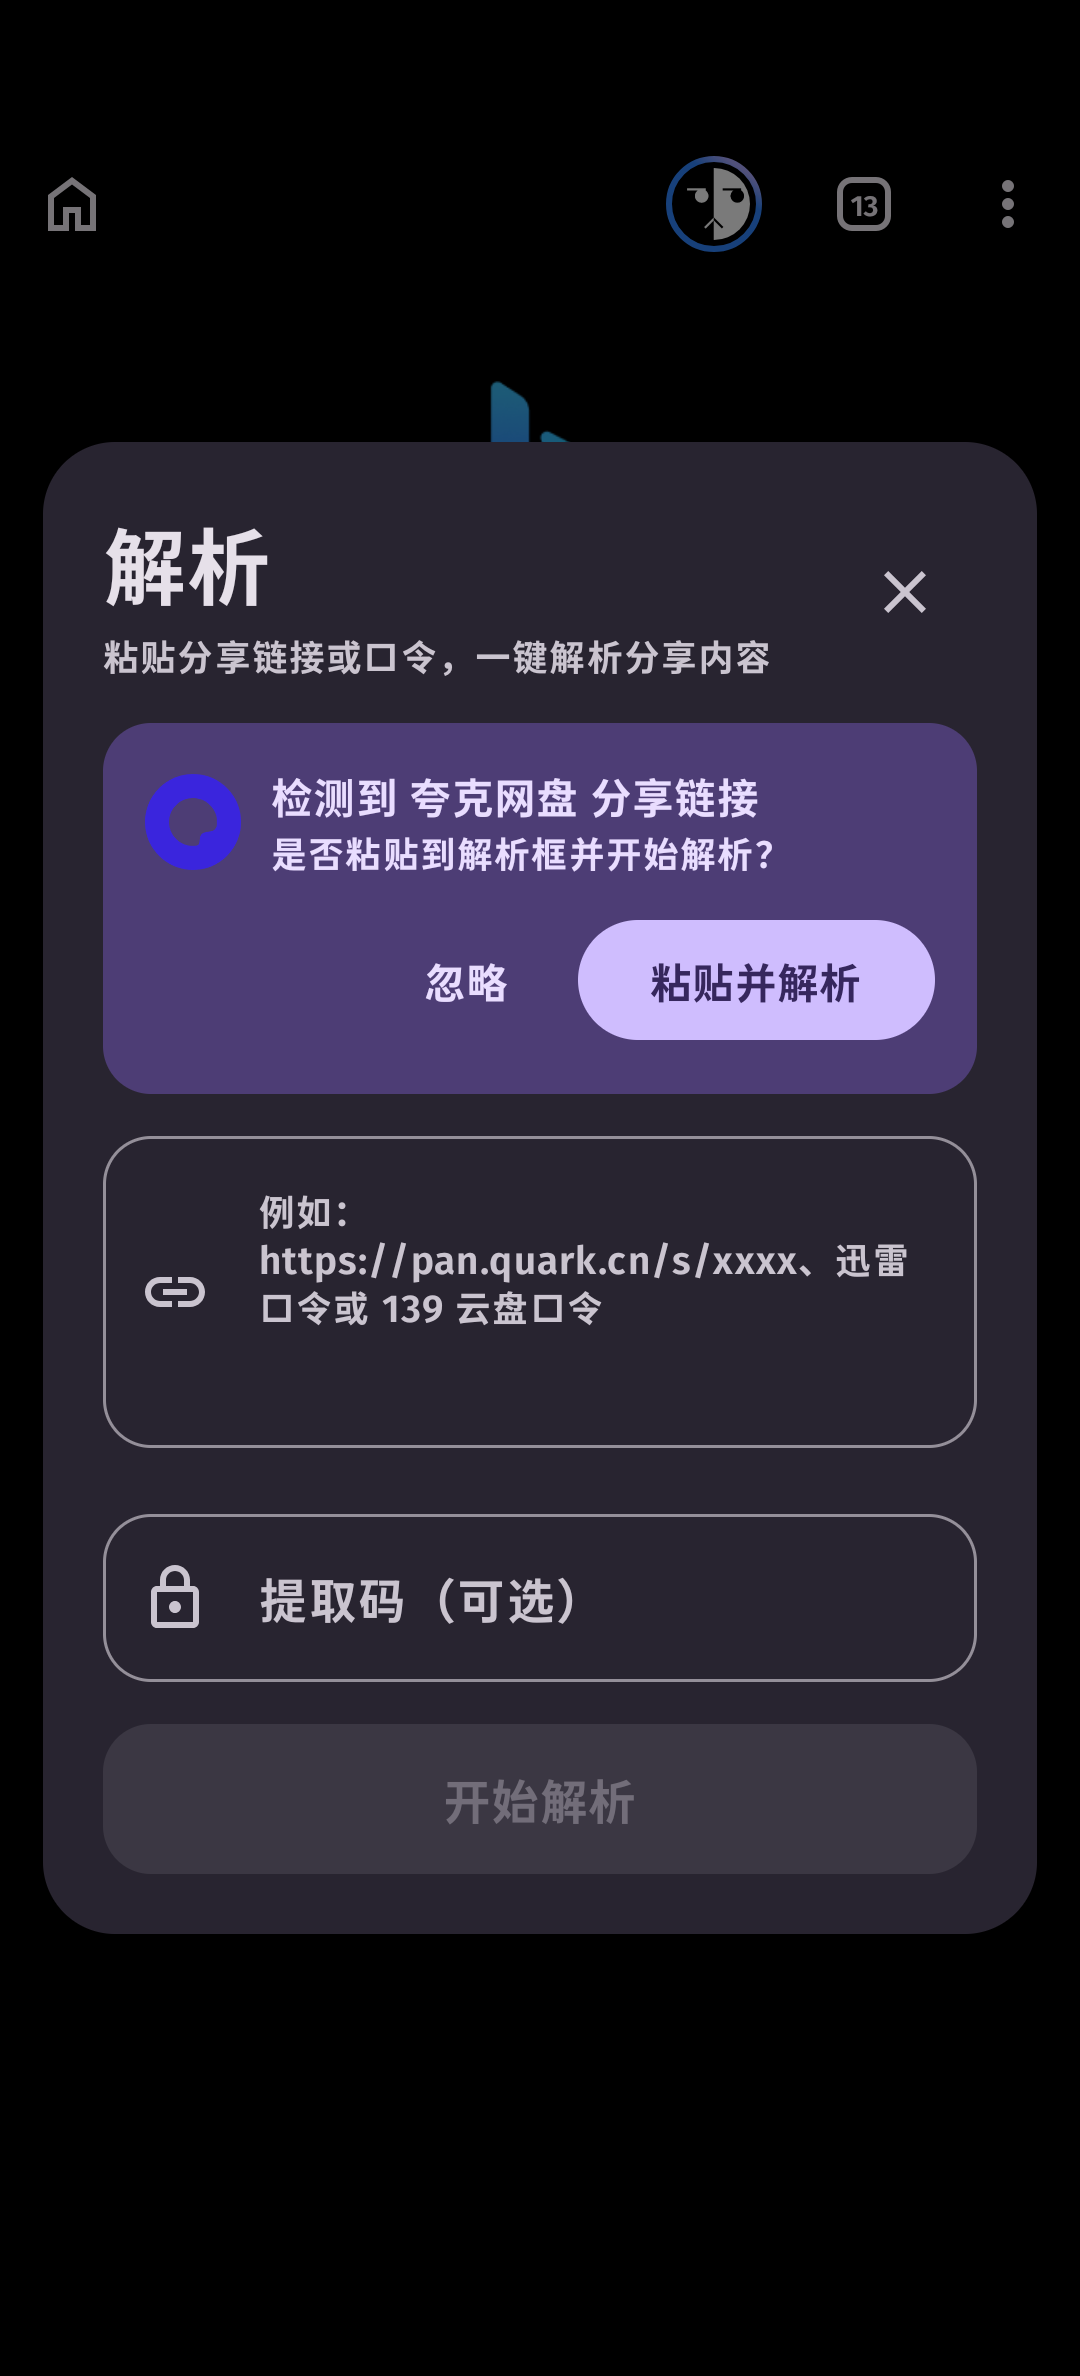 13
解析
粘贴分享链接或口令，一键解析分享内容
检测到 夸克网盘 分享链接
是否粘贴到解析框并开始解析？
忽略
粘贴并解析
例如：
https://pan.quark.cn/s/xxxx、迅雷
口令或 139 云盘口令
提取码（可选）
开始解析